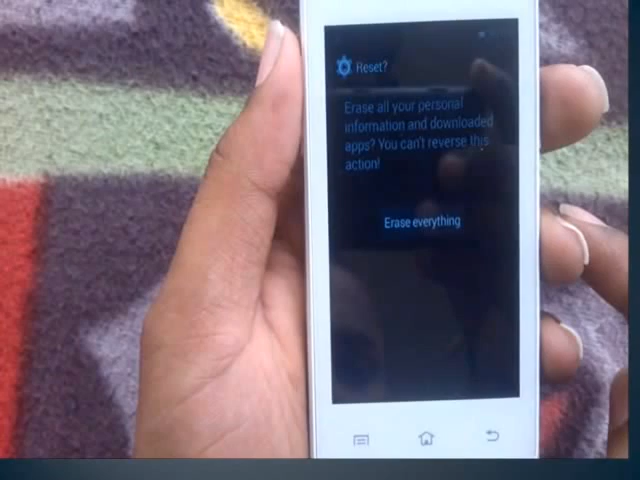 Reset?
Erase all your personal
information and downloaded
apps? You can't reverse this
action!
Erase everything